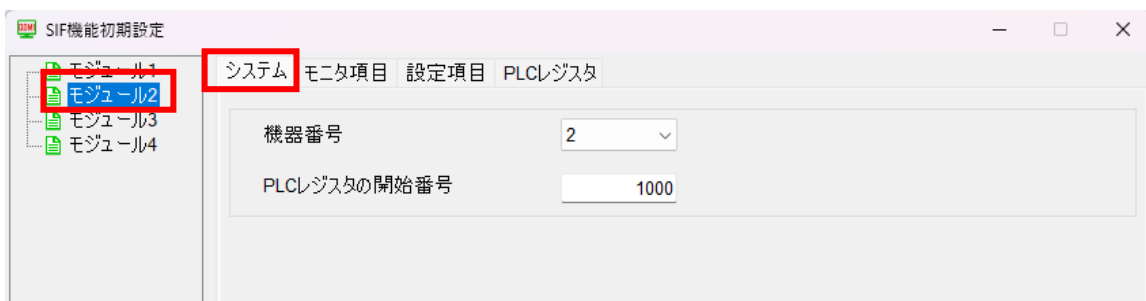 SIF機能初期設定
モジュール1
モジュール2
モジュール3
モジュール4
システム モニタ項目 設定項目 PLCレジスタ
機器番号 2
PLCレジスタの開始番号 1000